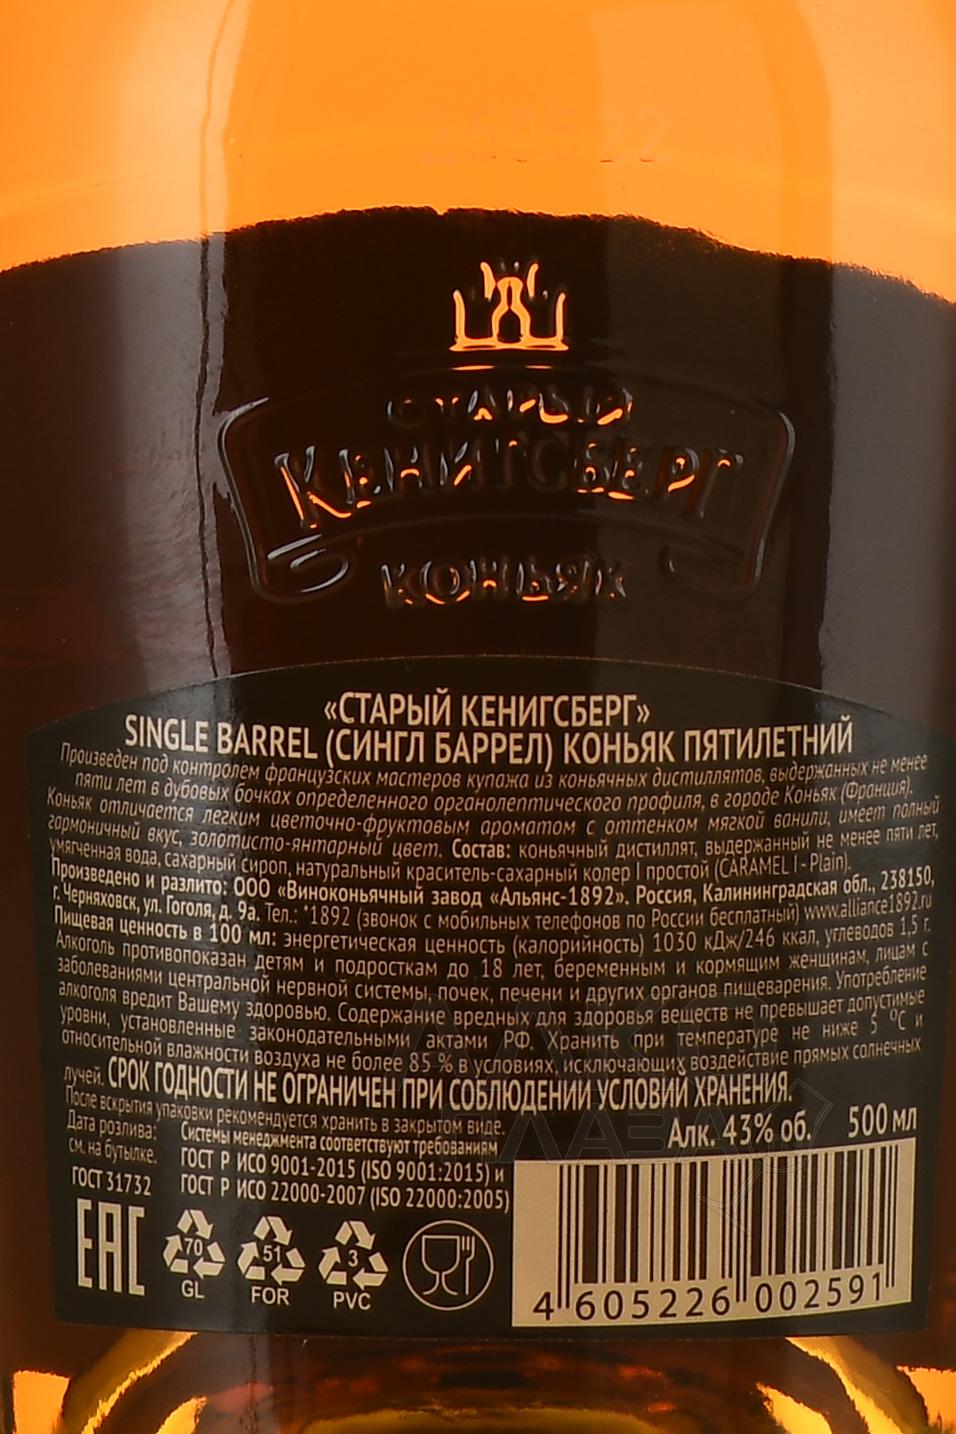 290522
СТАРЫЙ
КЕНИГСБЕРГ
КОНЬЯК
«СТАРЫЙ КЕНИГСБЕРГ»
SINGLE BARREL (СИНГЛ БАРРЕЛ) КОНЬЯК ПЯТИЛЕТНИЙ
Произведен под контролем французских мастеров купажа из коньячных дистиллятов, выдержанных не менее
пяти лет в дубовых бочках определенного органолептического профиля, в городе Коньяк (Франция).
Коньяк отличается легким цветочно-фруктовым ароматом с оттенком мягкой ванили, имеет полный
гармоничный вкус, золотисто-янтарный цвет. Состав: коньячный дистиллят, выдержанный не менее пяти лет,
умягченная вода, сахарный сироп, натуральный краситель-сахарный колер I простой (CARAMEL I - Plain).
Произведено и разлито: ООО «Виноконьячный завод «Альянс-1892». Россия, Калининградская обл., 238150,
г. Черняховск, ул. Гоголя, д. 9а. Тел.: *1892 (звонок с мобильных телефонов по России бесплатный) www.alliance1892.ru
Пищевая ценность в 100 мл: энергетическая ценность (калорийность) 1030 кДж/246 ккал, углеводов 1,5 г.
Алкоголь противопоказан детям и подросткам до 18 лет, беременным и кормящим женщинам, лицам с
заболеваниями центральной нервной системы, почек, печени и других органов пищеварения. Употребление
алкоголя вредит Вашему здоровью. Содержание вредных для здоровья веществ не превышает допустимые
уровни, установленные законодательными актами РФ. Хранить при температуре не ниже 5 °С и
относительной влажности воздуха не более 85 % в условиях, исключающих воздействие прямых солнечных
лучей. СРОК ГОДНОСТИ НЕ ОГРАНИЧЕН ПРИ СОБЛЮДЕНИИ УСЛОВИЙ ХРАНЕНИЯ.
После вскрытия упаковки рекомендуется хранить в закрытом виде.
Дата розлива: Системы менеджмента соответствуют требованиям Алк. 43% об. 500 мл
см. на бутылке. ГОСТ Р ИСО 9001-2015 (ISO 9001:2015) и
ГОСТ 31732 ГОСТ Р ИСО 22000-2007 (ISO 22000:2005)
EAC 70 51 3
GL FOR PVC
4 605226 002591
АЛКО
ЛАЗА